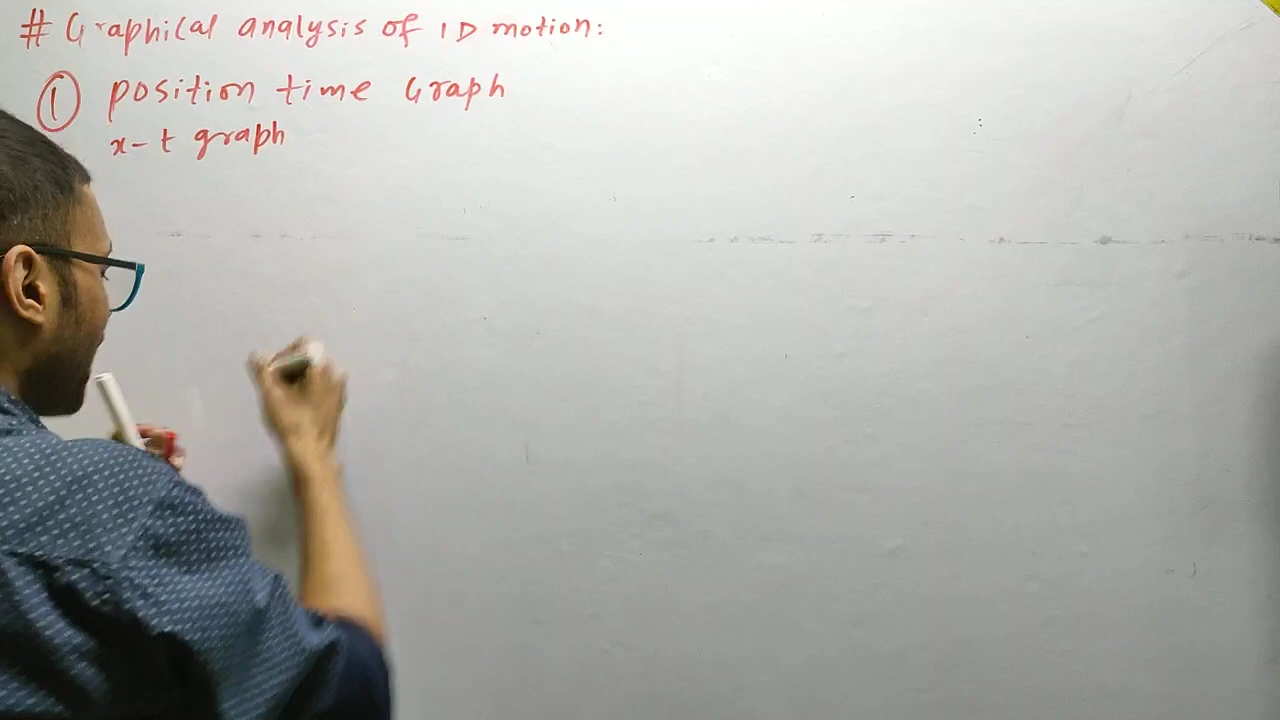 # Graphical analysis of 1D motion:
① position time Graph
x-t graph